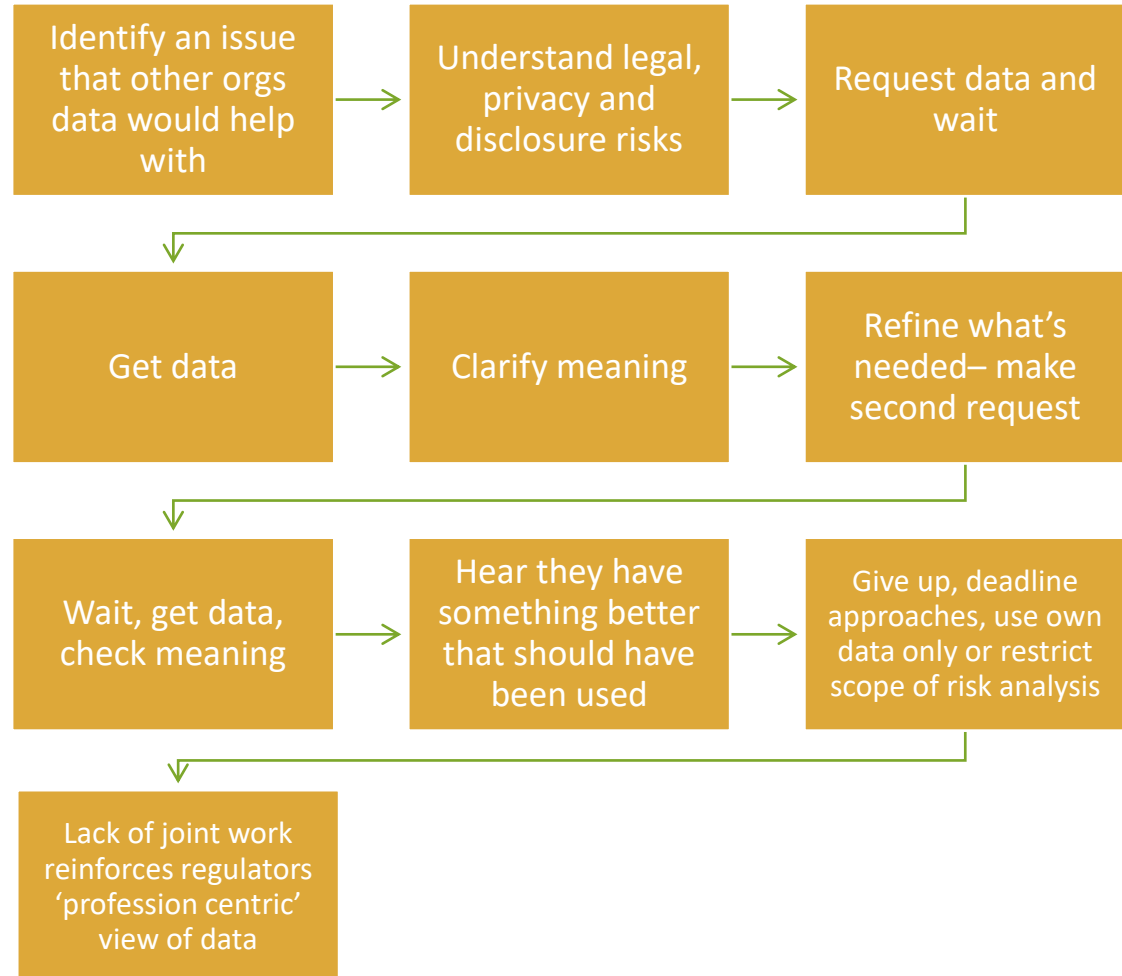 Identify an issue
that other orgs
data would help
with
Understand legal,
privacy and
disclosure risks
Request data and
wait
Get data
Clarify meaning
Refine what's
needed– make
second request
Wait, get data,
check meaning
Hear they have
something better
that should have
been used
Give up, deadline
approaches, use own
data only or restrict
scope of risk analysis
Lack of joint work
reinforces regulators
‘profession centric’
view of data